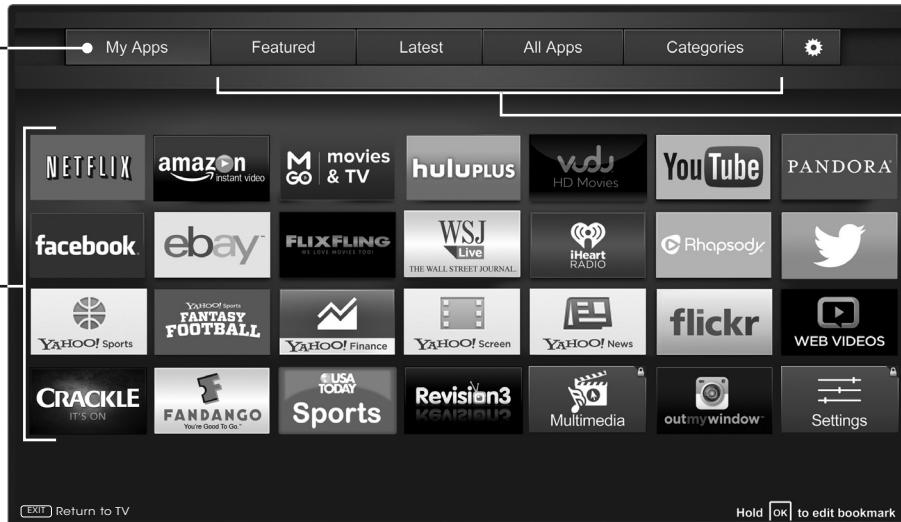 My Apps
Featured
Latest
All Apps
Categories
NETFLIX
amazon
instant video
M GO
movies & TV
huluPLUS
vudu
HD Movies
YouTube
PANDORA®
facebook.
ebay™
FLIXFLING
WE LOVE MOVIES TOO!
WSJ
Live
THE WALL STREET JOURNAL.
iHeart
RADIO
Rhapsody
YAHOO! Sports
YAHOO! Sports
FANTASY
FOOTBALL
YAHOO! Finance
YAHOO! Screen
YAHOO! News
flickr
WEB VIDEOS
CRACKLE
IT'S ON
FANDANGO
You're Good To Go.™
USA
TODAY
Sports
Revision3
Multimedia
outmywindow™
Settings
EXIT Return to TV
Hold OK to edit bookmark